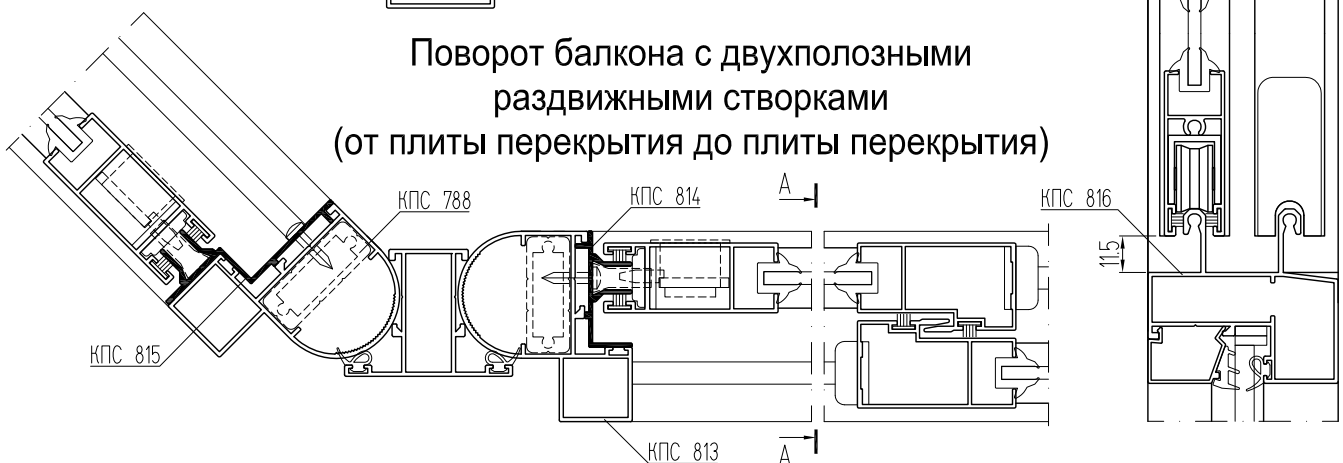 Поворот балкона с двухполозными
раздвижными створками
(от плиты перекрытия до плиты перекрытия)
КПС 788
КПС 814
А
КПС 816
11.5
КПС 815
КПС 813
А